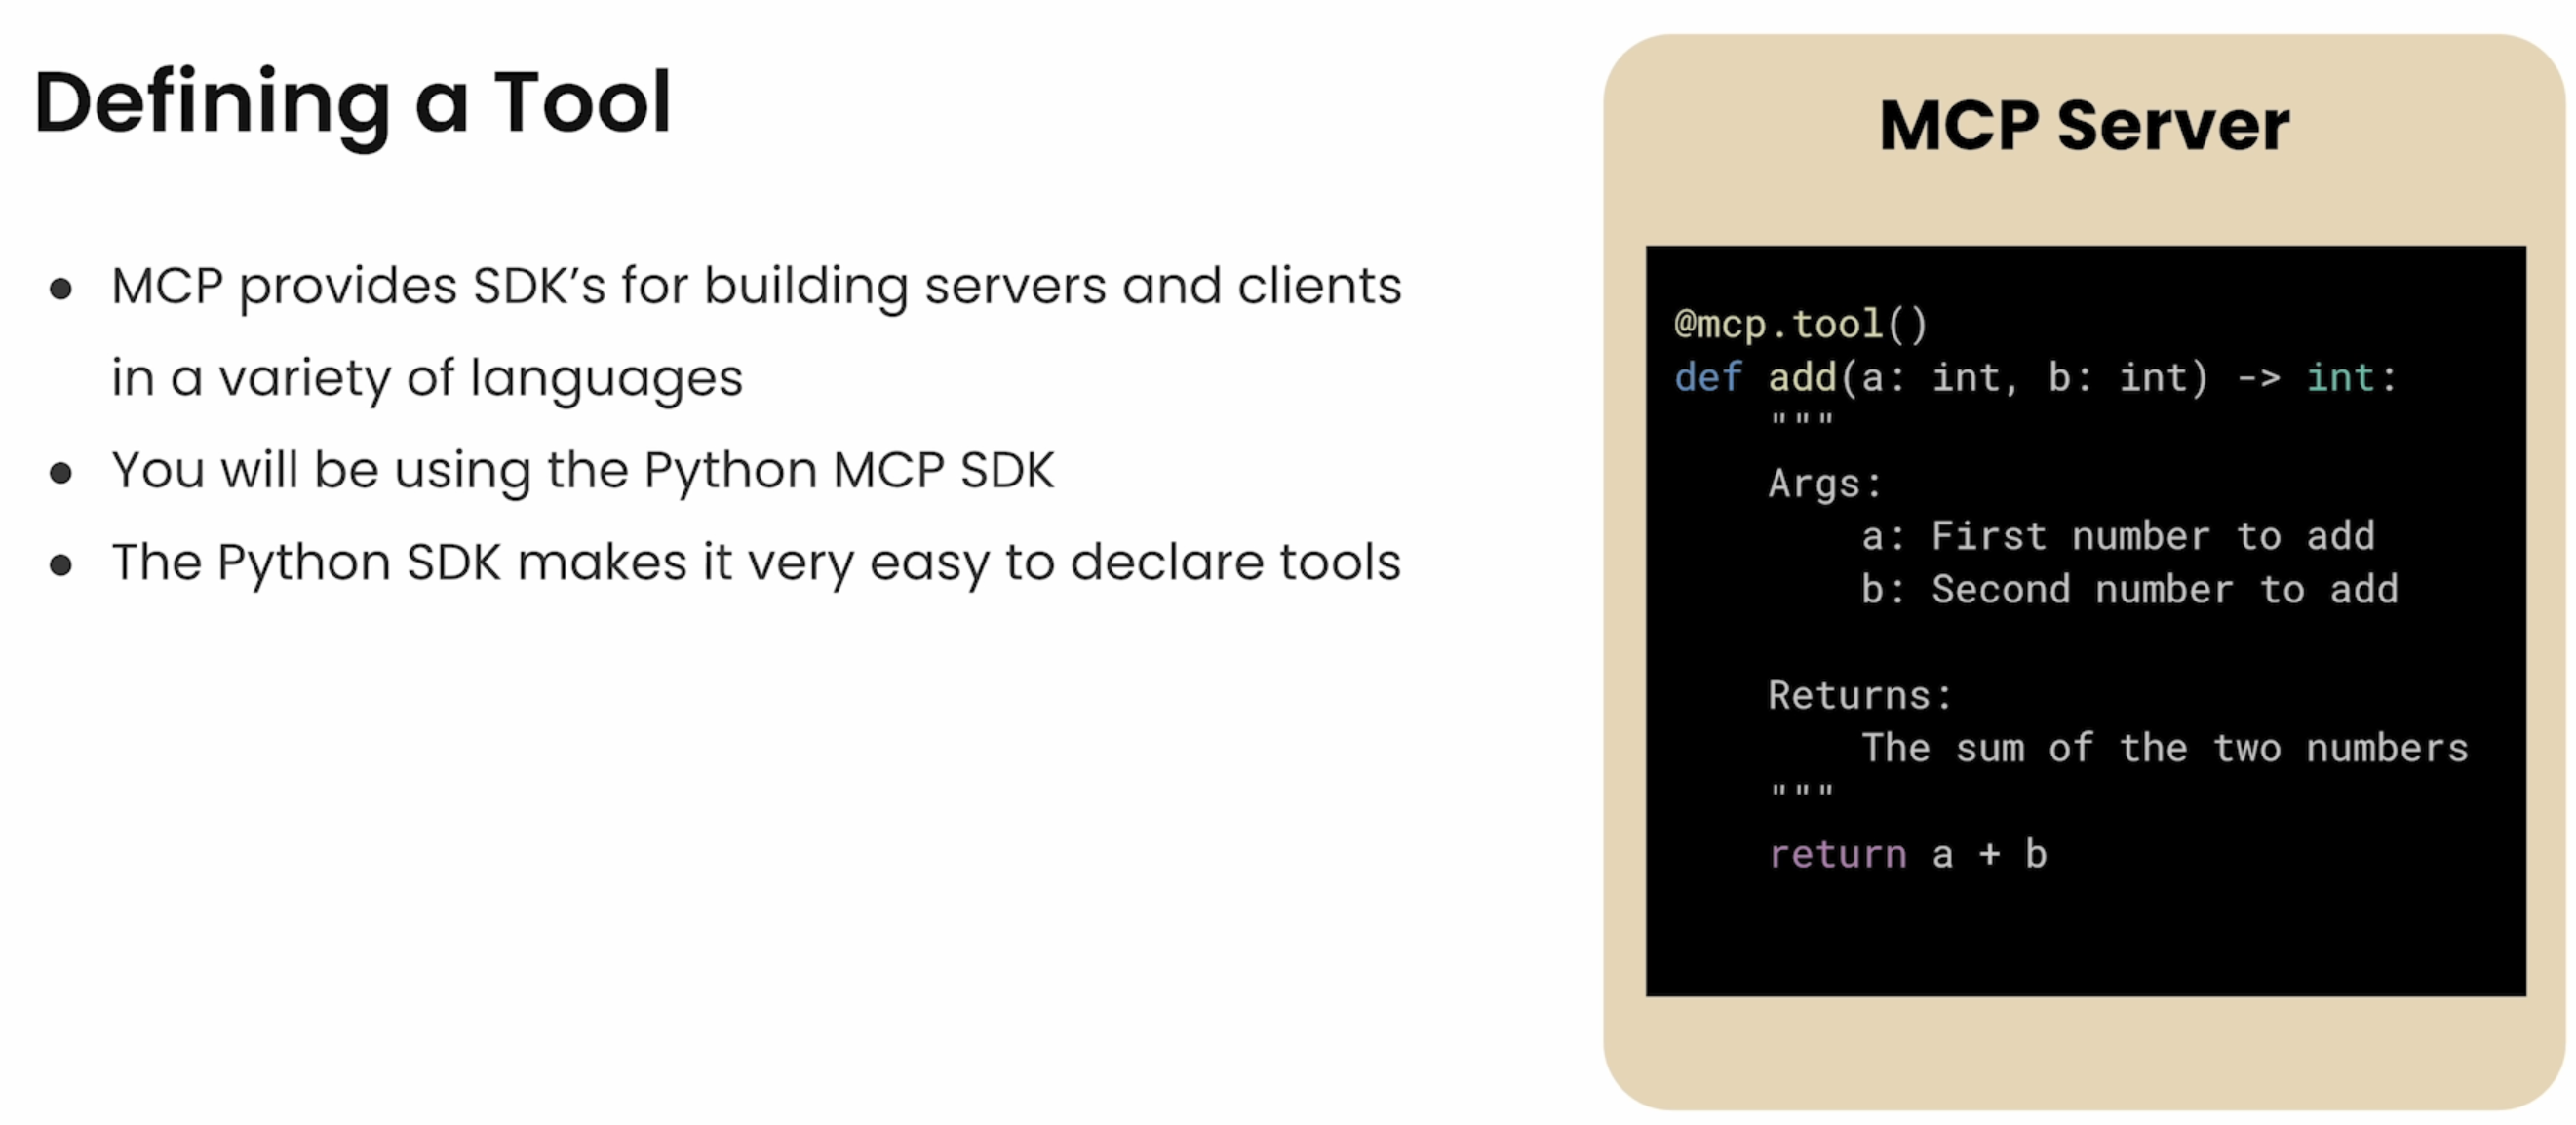 Defining a Tool
● MCP provides SDK’s for building servers and clients
in a variety of languages
● You will be using the Python MCP SDK
● The Python SDK makes it very easy to declare tools
MCP Server
@mcp.tool()
def add(a: int, b: int) -> int:
    """
    Args:
        a: First number to add
        b: Second number to add

    Returns:
        The sum of the two numbers
    """
    return a + b